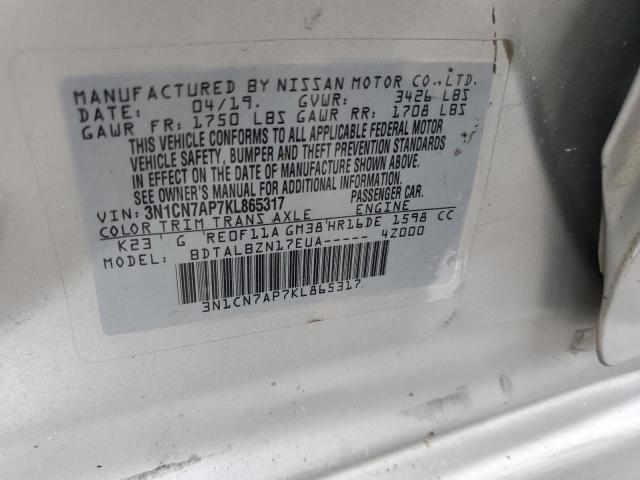 MANUFACTURED BY NISSAN MOTOR CO.,LTD.
DATE: 04/19. GVWR: 3426 LBS
GAWR FR: 1750 LBS GAWR RR: 1708 LBS
THIS VEHICLE CONFORMS TO ALL APPLICABLE FEDERAL MOTOR
VEHICLE SAFETY, BUMPER AND THEFT PREVENTION STANDARDS
IN EFFECT ON THE DATE OF MANUFACTURE SHOWN ABOVE.
SEE OWNER'S MANUAL FOR ADDITIONAL INFORMATION.
VIN: 3N1CN7AP7KL865317 PASSENGER CAR.
COLOR TRIM TRANS AXLE ENGINE
K23 G RE0F11A GM38 HR16DE 1598 CC
MODEL: BDTALBZN17EUA----- 4Z000
3N1CN7AP7KL865317